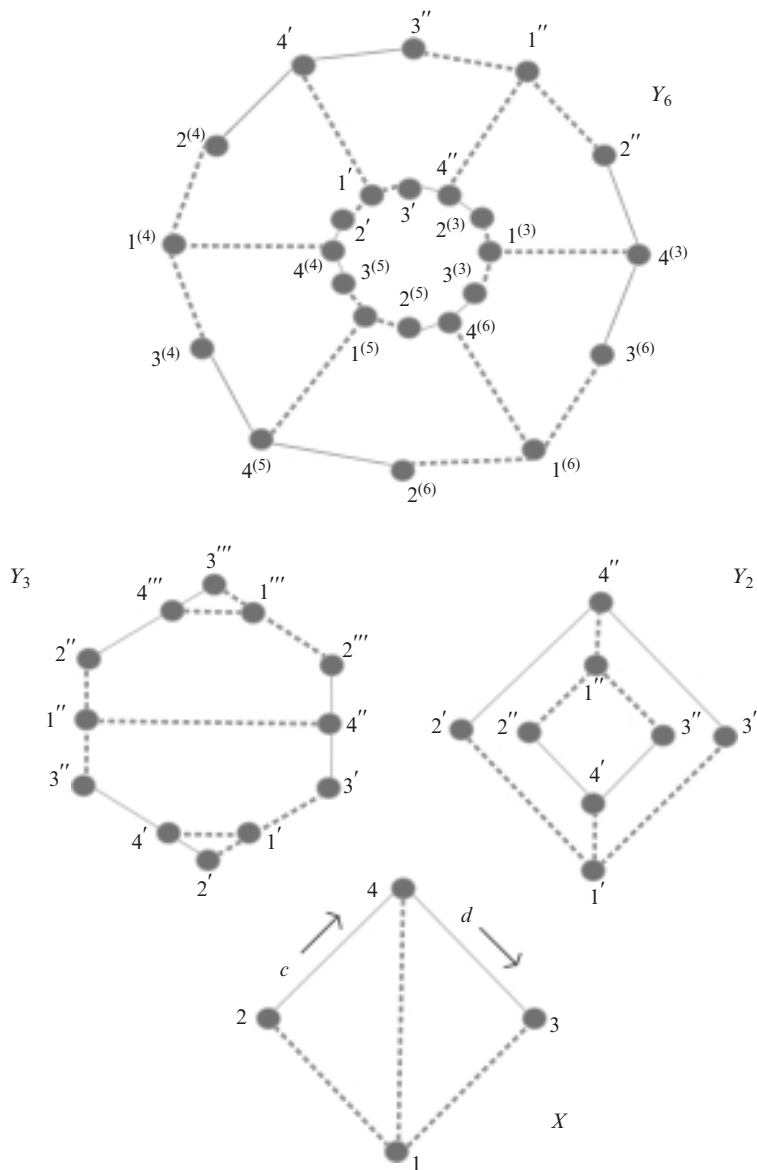 3′′
4′ 1′′
Y₆
2⁽⁴⁾ 2′′
1′ 4′′
3′
2′ 2⁽³⁾
1⁽⁴⁾ 4⁽⁴⁾ 1⁽³⁾ 4⁽³⁾
3⁽⁵⁾ 3⁽³⁾
2⁽⁵⁾
3⁽⁴⁾ 1⁽⁵⁾ 4⁽⁶⁾ 3⁽⁶⁾
4⁽⁵⁾ 2⁽⁶⁾ 1⁽⁶⁾
Y₃ 3′′′ Y₂
4′′′ 1′′′ 4′′
2′′ 2′′′
1′′ 4′′ 1′′
2′ 2′′ 3′′ 3′
3′′ 3′
4′ 1′ 4′
2′ 1′
4
c d
2 3
X
1